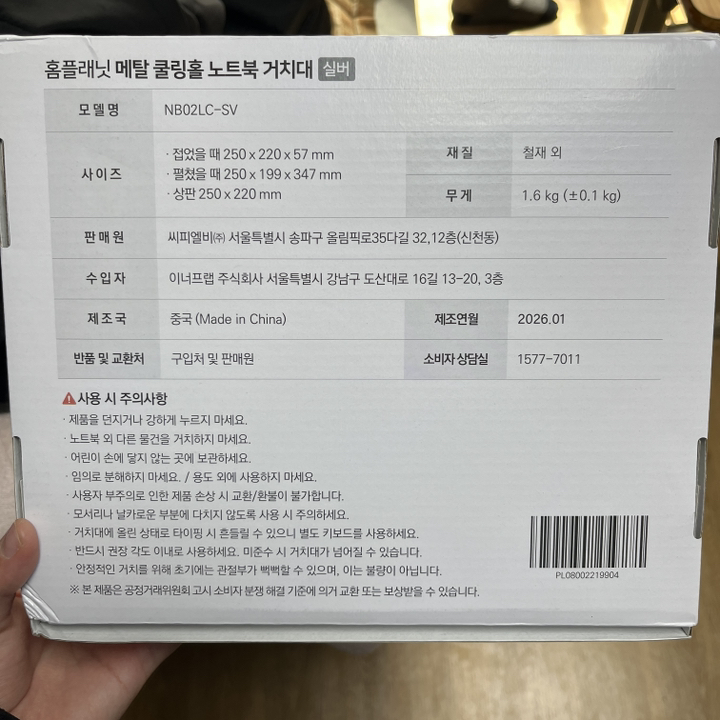 홈플래닛 메탈 쿨링홀 노트북 거치대 실버
모델명 NB02LC-SV
사이즈
· 접었을 때 250 x 220 x 57 mm
· 펼쳤을 때 250 x 199 x 347 mm
· 상판 250 x 220 mm
재질 철재 외
무게 1.6 kg (±0.1 kg)
판매원 씨피엘비㈜ 서울특별시 송파구 올림픽로35다길 32,12층(신천동)
수입자 이너프랩 주식회사 서울특별시 강남구 도산대로 16길 13-20, 3층
제조국 중국 (Made in China) 제조연월 2026.01
반품 및 교환처 구입처 및 판매원 소비자 상담실 1577-7011
사용 시 주의사항
· 제품을 던지거나 강하게 누르지 마세요.
· 노트북 외 다른 물건을 거치하지 마세요.
· 어린이 손에 닿지 않는 곳에 보관하세요.
· 임의로 분해하지 마세요. / 용도 외에 사용하지 마세요.
· 사용자 부주의로 인한 제품 손상 시 교환/환불이 불가합니다.
· 모서리나 날카로운 부분에 다치지 않도록 사용 시 주의하세요.
· 거치대에 올린 상태로 타이핑 시 흔들릴 수 있으니 별도 키보드를 사용하세요.
· 반드시 권장 각도 이내로 사용하세요. 미준수 시 거치대가 넘어질 수 있습니다.
· 안정적인 거치를 위해 초기에는 관절부가 뻑뻑할 수 있으며, 이는 불량이 아닙니다.
※ 본 제품은 공정거래위원회 고시 소비자 분쟁 해결 기준에 의거 교환 또는 보상받을 수 있습니다.
PL08002219904